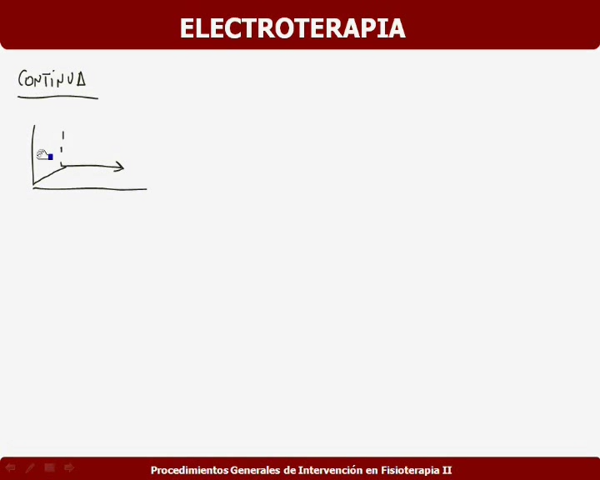 ELECTROTERAPIA
CONTINUA
Procedimientos Generales de Intervención en Fisioterapia II